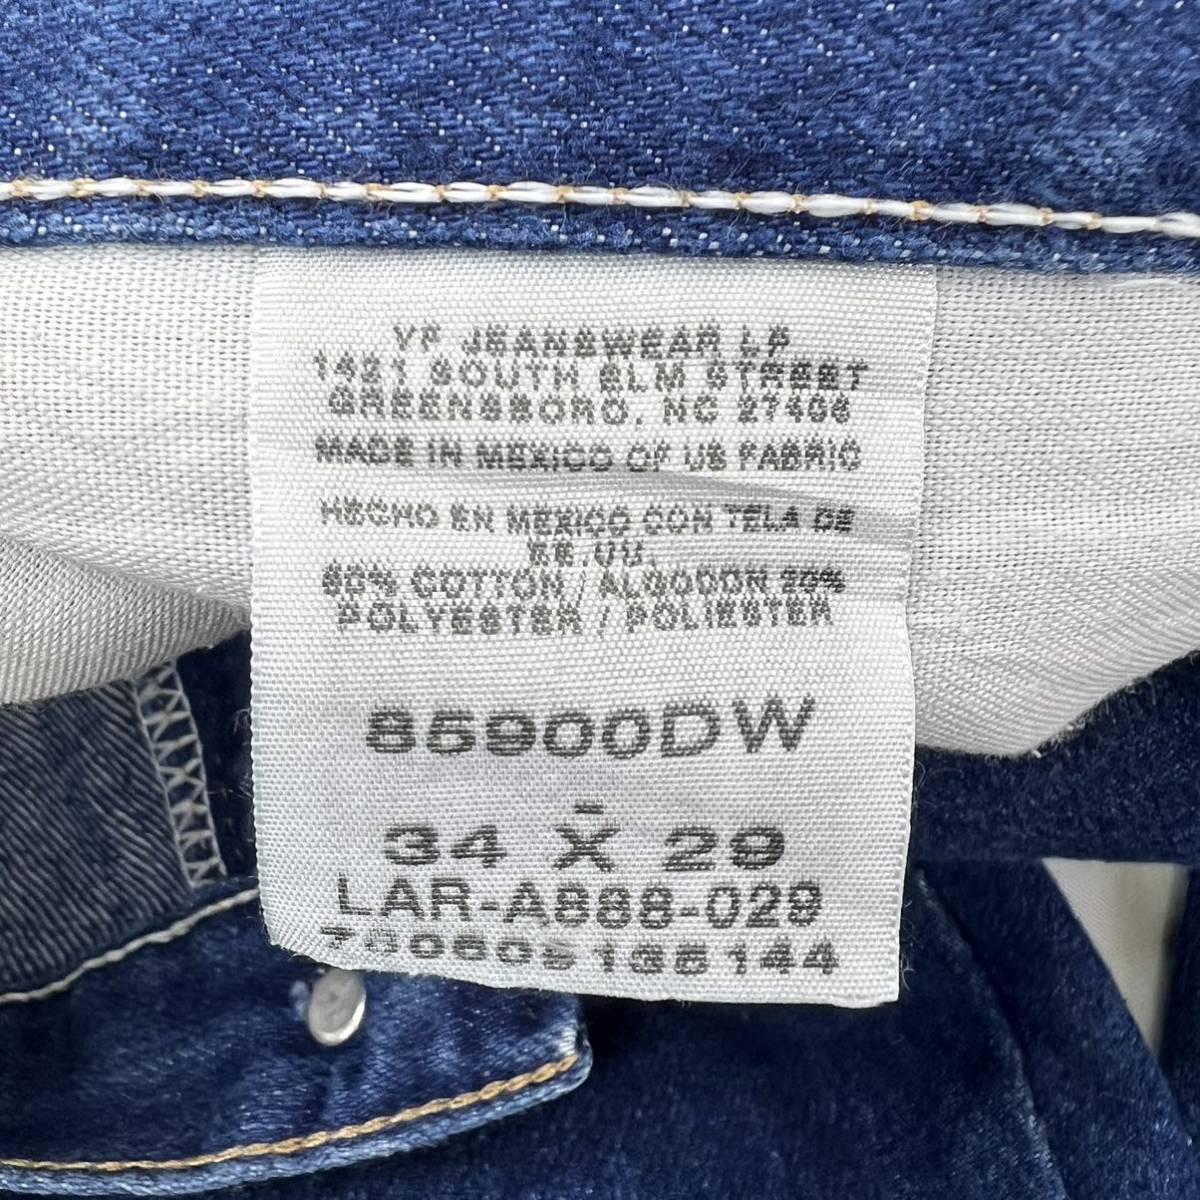 VF JEANSWEAR LP
1421 SOUTH ELM STREET
GREENSBORO, NC 27406
MADE IN MEXICO OF US FABRIC
HECHO EN MEXICO CON TELA DE
EE.UU.
80% COTTON / ALGODON 20%
POLYESTER / POLIESTER
85900DW
-
34 X 29
LAR-A888-029